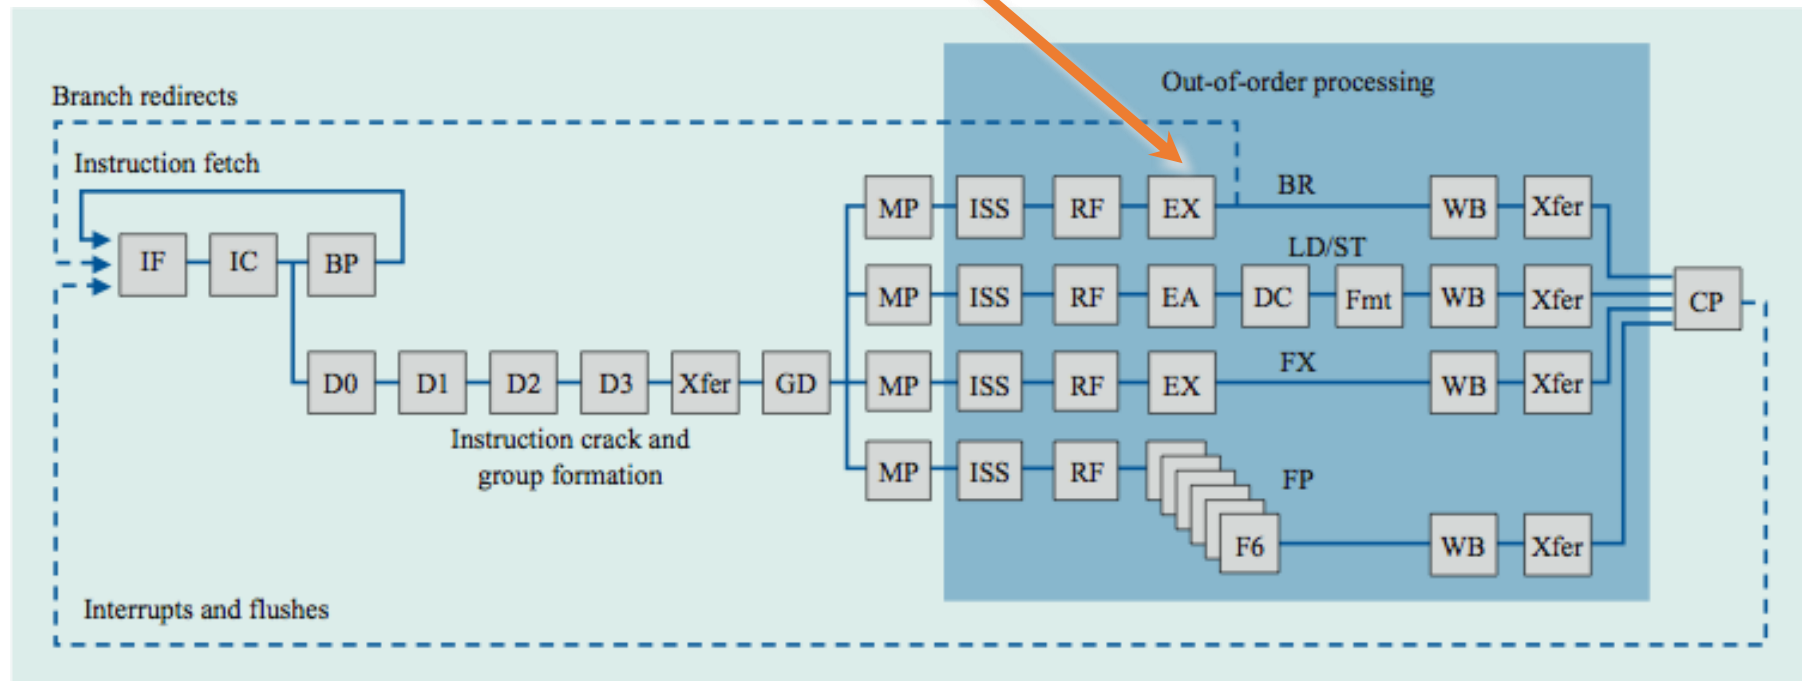 Out-of-order processing
Branch redirects
Instruction fetch
MP ISS RF EX BR WB Xfer
IF IC BP
LD/ST
MP ISS RF EA DC Fmt WB Xfer CP
D0 D1 D2 D3 Xfer GD MP ISS RF EX FX WB Xfer
Instruction crack and
group formation
MP ISS RF FP
F6 WB Xfer
Interrupts and flushes